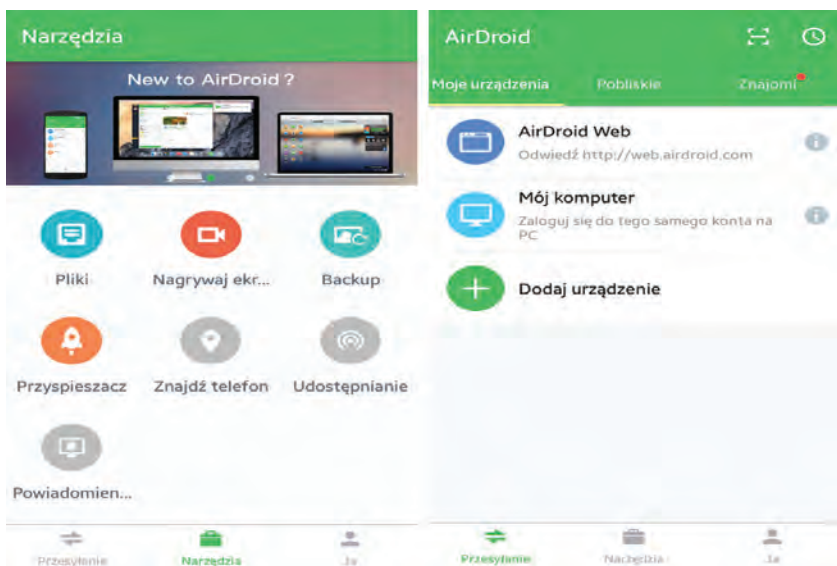 Narzędzia
New to AirDroid ?
Pliki
Nagrywaj ekr...
Backup
Przyspieszacz
Znajdź telefon
Udostępnianie
Powiadomien...
Przesyłanie
Narzędzia
Ja
AirDroid
Moje urządzenia
Pobliskie
Znajomi
AirDroid Web
Odwiedź http://web.airdroid.com
Mój komputer
Zaloguj się do tego samego konta na
PC
Dodaj urządzenie
Przesyłanie
Narzędzia
Ja